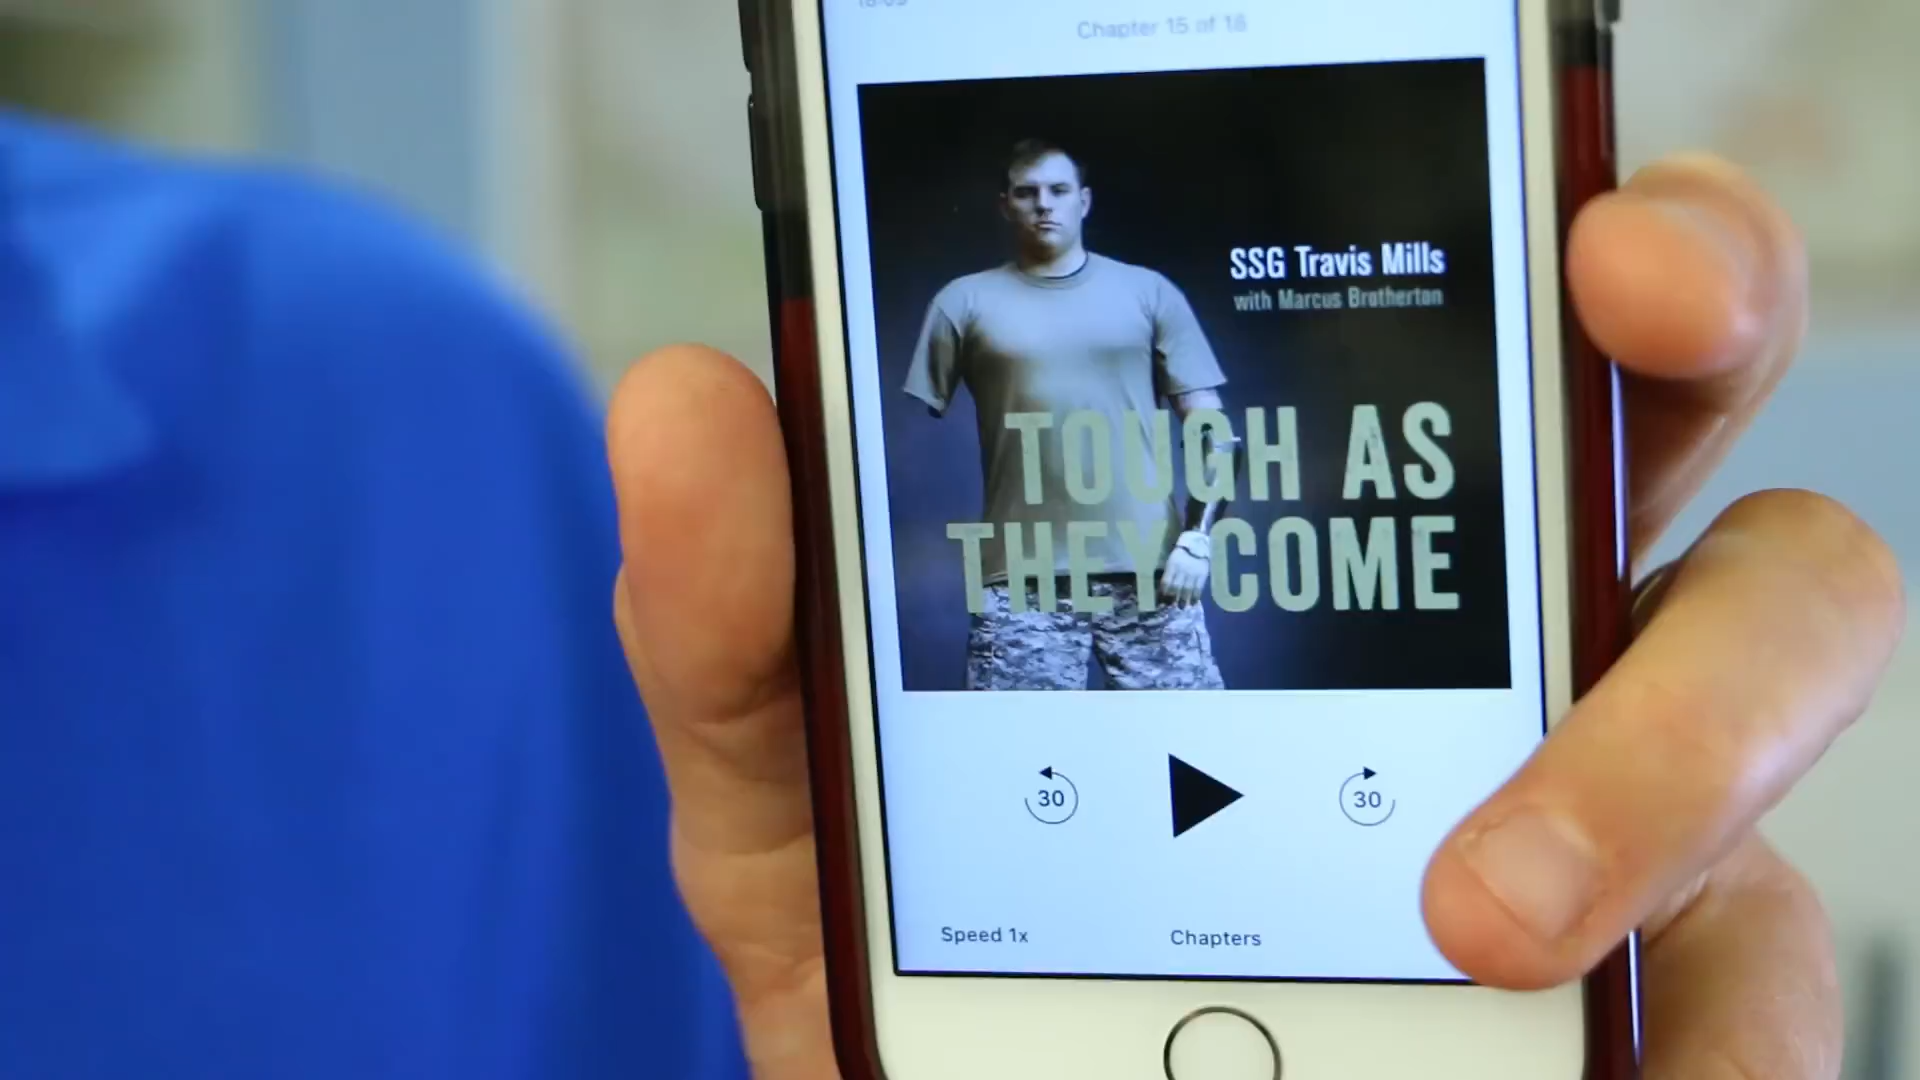 Chapter 15 of 18
SSG Travis Mills
with Marcus Brotherton
TOUGH AS
THEY COME
30
30
Speed 1x
Chapters